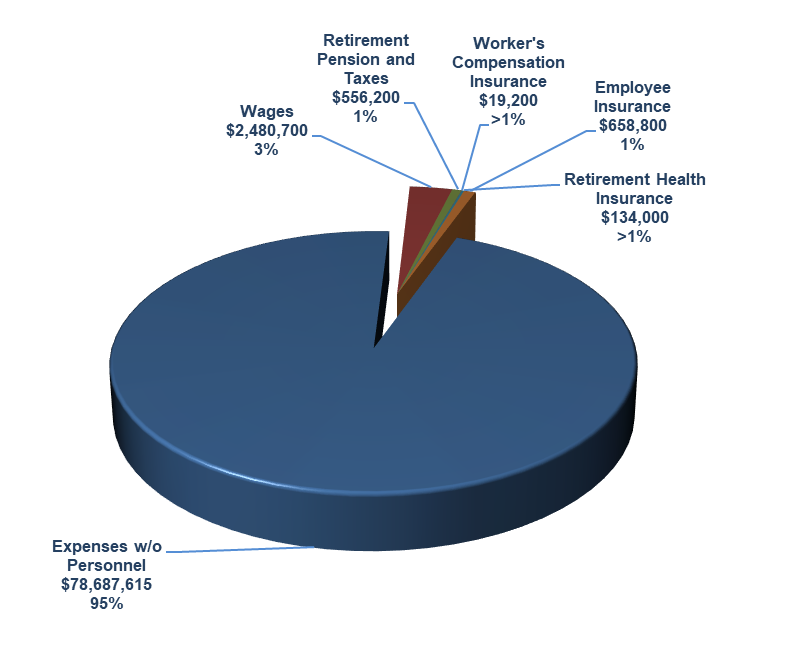 Retirement
Pension and
Taxes
$556,200
1%
Worker's
Compensation
Insurance
$19,200
>1%
Employee
Insurance
$658,800
1%
Wages
$2,480,700
3%
Retirement Health
Insurance
$134,000
>1%
Expenses w/o
Personnel
$78,687,615
95%